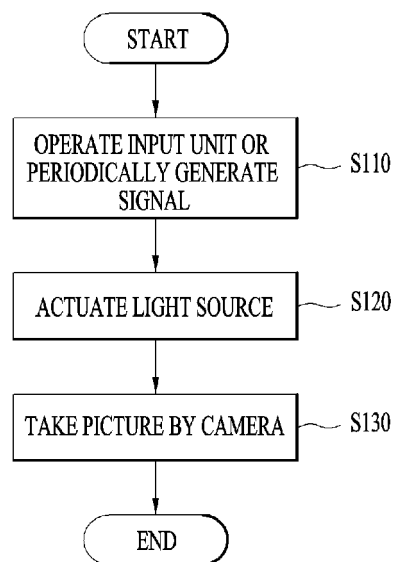 START
OPERATE INPUT UNIT OR
PERIODICALLY GENERATE
SIGNAL
S110
ACTUATE LIGHT SOURCE
S120
TAKE PICTURE BY CAMERA
S130
END